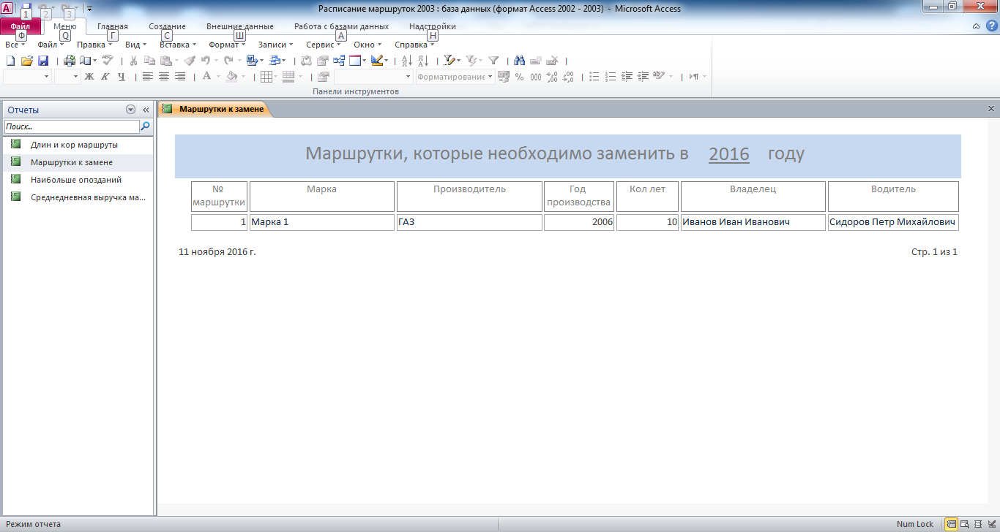 Расписание маршруток 2003 : база данных (формат Access 2002 - 2003) - Microsoft Access
1 2 3
Файл Меню Главная Создание Внешние данные Работа с базами данных Надстройки
Ф Q Г С Ш А Н
Все Файл Правка Вид Вставка Формат Записи Сервис Окно Справка
Ж К Ч А Форматирование % 000
Панели инструментов
Отчеты «
Маршрутки к замене
Поиск...
Длин и кор маршруты
Маршрутки к замене
Наибольше опозданий
Среднедневная выручка ма...
Маршрутки, которые необходимо заменить в 2016 году
№ маршрутки Марка Производитель Год производства Кол лет Владелец Водитель
1 Марка 1 ГАЗ 2006 10 Иванов Иван Иванович Сидоров Петр Михайлович
11 ноября 2016 г. Стр. 1 из 1
Режим отчета Num Lock